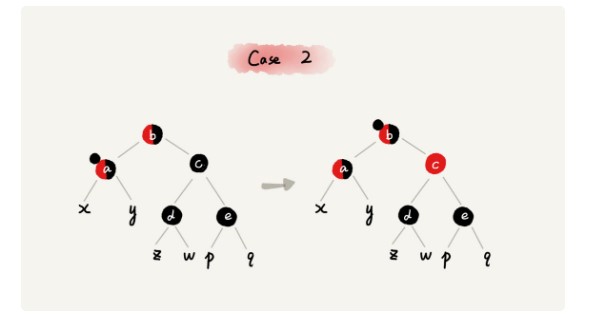 Case 2
b b
a c a c
x y d e x y d e
z w p q z w p q